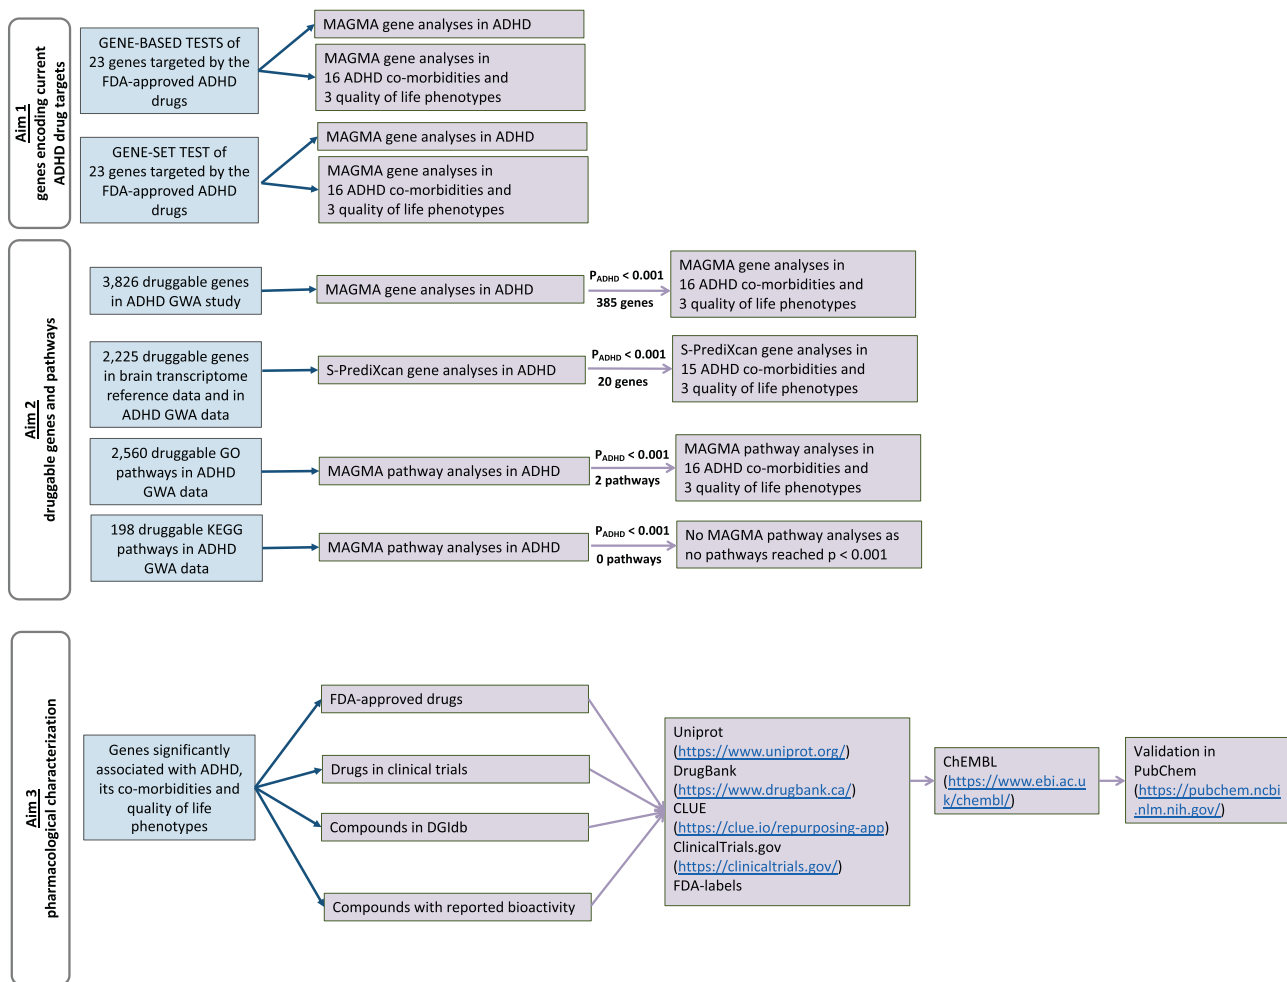 Aim 1
genes encoding current
ADHD drug targets
GENE-BASED TESTS of
23 genes targeted by the
FDA-approved ADHD
drugs
MAGMA gene analyses in ADHD
MAGMA gene analyses in
16 ADHD co-morbidities and
3 quality of life phenotypes
GENE-SET TEST of
23 genes targeted by the
FDA-approved ADHD
drugs
MAGMA gene analyses in ADHD
MAGMA gene analyses in
16 ADHD co-morbidities and
3 quality of life phenotypes
Aim 2
druggable genes and pathways
3,826 druggable genes
in ADHD GWA study
MAGMA gene analyses in ADHD
PADHD < 0.001
385 genes
MAGMA gene analyses in
16 ADHD co-morbidities and
3 quality of life phenotypes
2,225 druggable genes
in brain transcriptome
reference data and in
ADHD GWA data
S-PrediXcan gene analyses in ADHD
PADHD < 0.001
20 genes
S-PrediXcan gene analyses in
15 ADHD co-morbidities and
3 quality of life phenotypes
2,560 druggable GO
pathways in ADHD
GWA data
MAGMA pathway analyses in ADHD
PADHD < 0.001
2 pathways
MAGMA pathway analyses in
16 ADHD co-morbidities and
3 quality of life phenotypes
198 druggable KEGG
pathways in ADHD
GWA data
MAGMA pathway analyses in ADHD
PADHD < 0.001
0 pathways
No MAGMA pathway analyses as
no pathways reached p < 0.001
Aim 3
pharmacological characterization
Genes significantly
associated with ADHD,
its co-morbidities and
quality of life
phenotypes
FDA-approved drugs
Drugs in clinical trials
Compounds in DGIdb
Compounds with reported bioactivity
Uniprot
(https://www.uniprot.org/)
DrugBank
(https://www.drugbank.ca/)
CLUE
(https://clue.io/repurposing-app)
ClinicalTrials.gov
(https://clinicaltrials.gov/)
FDA-labels
ChEMBL
(https://www.ebi.ac.u
k/chembl/)
Validation in
PubChem
(https://pubchem.ncbi
.nlm.nih.gov/)